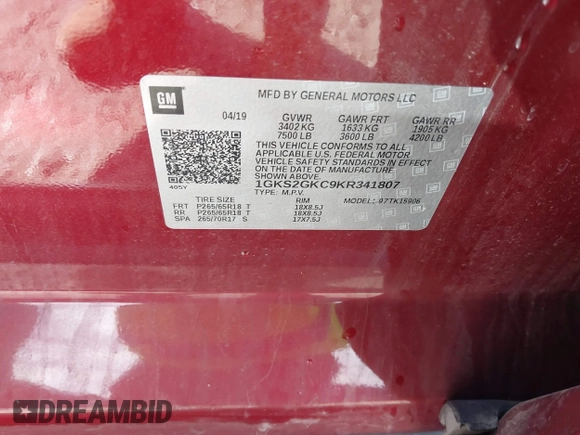 GM
MFD BY GENERAL MOTORS LLC
04/19
GVWR GAWR FRT GAWR RR
3402 KG 1633 KG 1905 KG
7500 LB 3600 LB 4200 LB
THIS VEHICLE CONFORMS TO ALL
APPLICABLE U.S. FEDERAL MOTOR
VEHICLE SAFETY STANDARDS IN EFFECT
ON THE DATE OF MANUFACTURE
SHOWN ABOVE.
1GKS2GKC9KR341807
TYPE: M.P.V.
405Y
TIRE SIZE RIM MODEL: 97TK15906
FRT P265/65R18 T 18X8.5J
RR P265/65R18 T 18X8.5J
SPA 265/70R17 S 17X7.5J
DREAMBID